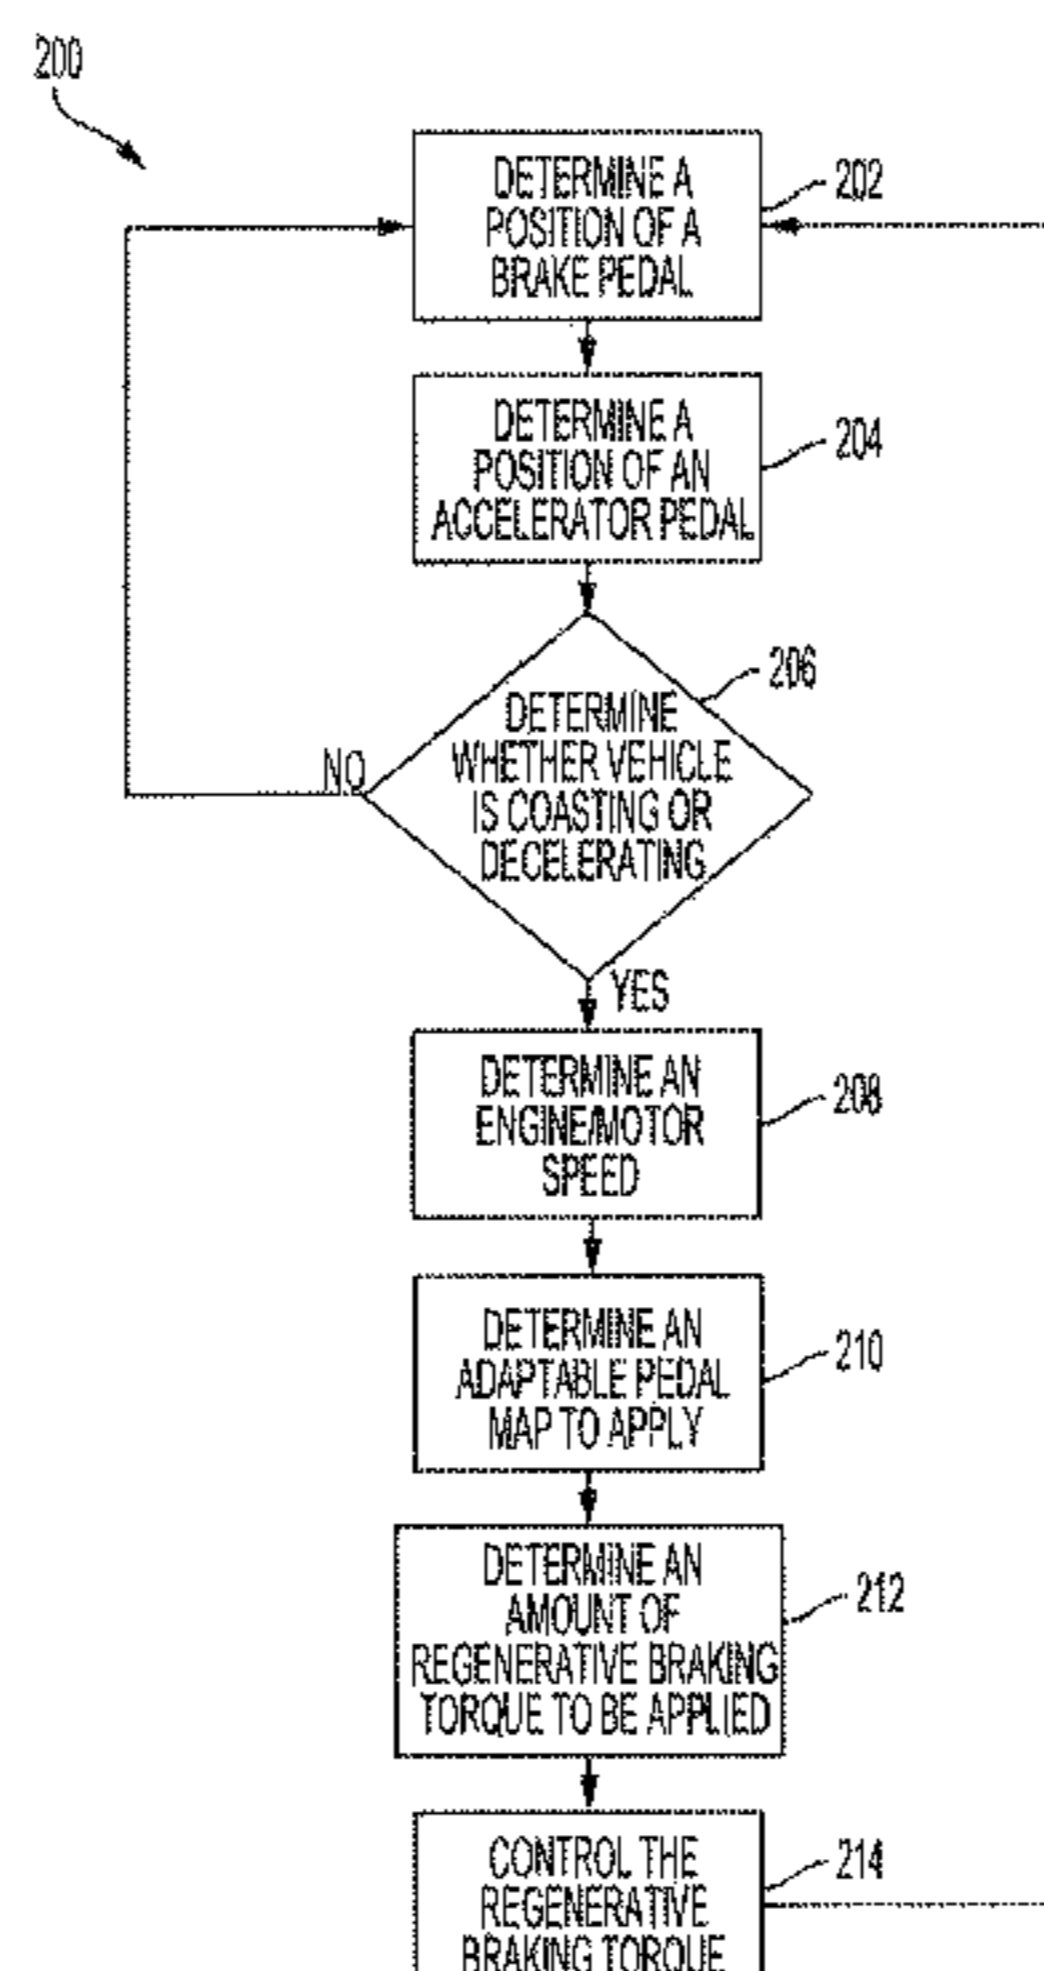 200
DETERMINE A
POSITION OF A
BRAKE PEDAL
202
DETERMINE A
POSITION OF AN
ACCELERATOR PEDAL
204
DETERMINE
WHETHER VEHICLE
IS COASTING OR
DECELERATING
206
NO
YES
DETERMINE AN
ENGINE/MOTOR
SPEED
208
DETERMINE AN
ADAPTABLE PEDAL
MAP TO APPLY
210
DETERMINE AN
AMOUNT OF
REGENERATIVE BRAKING
TORQUE TO BE APPLIED
212
CONTROL THE
REGENERATIVE
BRAKING TORQUE
214